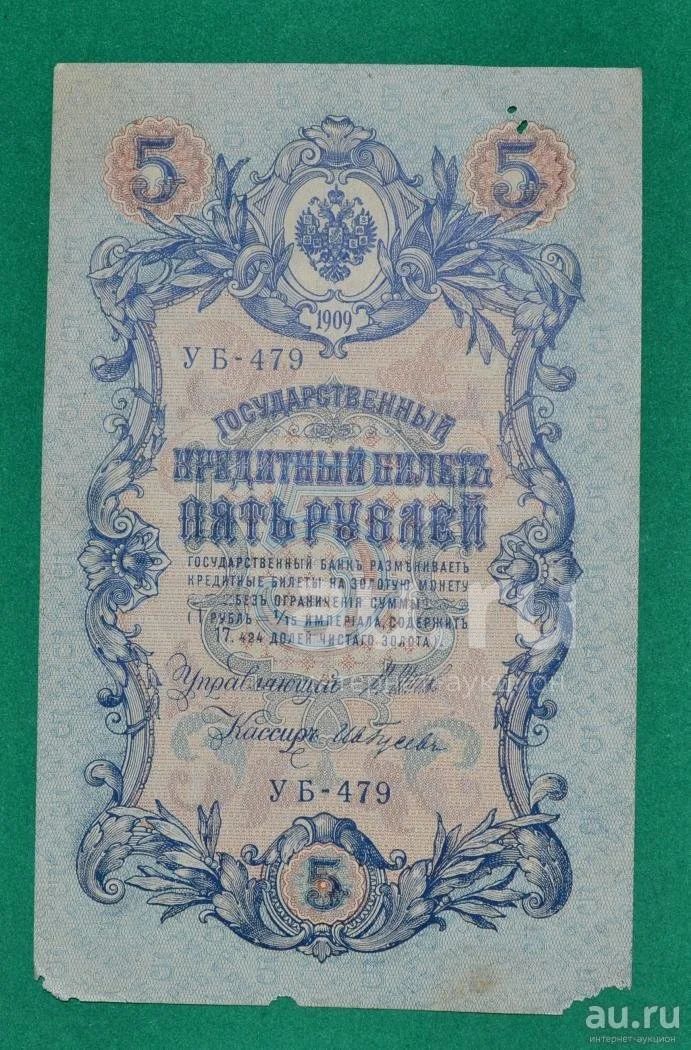 5 5
1909
УБ-479
ГОСУДАРСТВЕННЫЙ
КРЕДИТНЫЙ БИЛЕТЪ
ПЯТЬ РУБЛЕЙ
ГОСУДАРСТВЕННЫЙ БАНКЪ РАЗМѢНИВАЕТЪ
КРЕДИТНЫЕ БИЛЕТЫ НА ЗОЛОТУЮ МОНЕТУ
БЕЗЪ ОГРАНИЧЕНІЯ СУММЫ
(1 РУБЛЬ = 1/15 ИМПЕРІАЛА, СОДЕРЖИТЪ
17,424 ДОЛЕЙ ЧИСТАГО ЗОЛОТА).
Управляющій
Кассиръ Ив Гусевъ
УБ-479
5
au.ru
интернет-аукцион